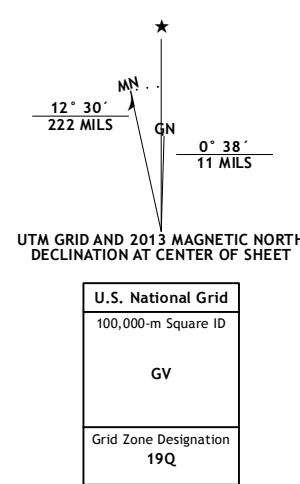 ★
MN
GN
12° 30´
222 MILS
0° 38´
11 MILS
UTM GRID AND 2013 MAGNETIC NORTH
DECLINATION AT CENTER OF SHEET
U.S. National Grid
100,000-m Square ID
GV
Grid Zone Designation
19Q